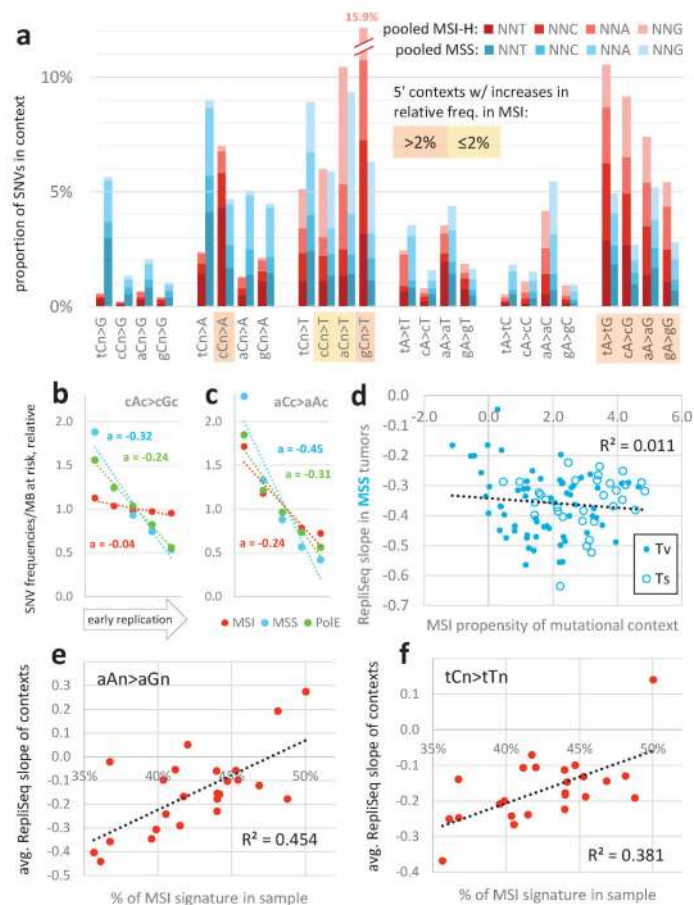 a
15.9%
pooled MSI-H: NNT NNC NNA NNG
pooled MSS: NNT NNC NNA NNG
5' contexts w/ increases in
relative freq. in MSI:
>2% ≤2%
proportion of SNVs in context
10%
5%
0%
tCn>G cCn>G aCn>G gCn>G tCn>A cCn>A aCn>A gCn>A tCn>T cCn>T aCn>T gCn>T tA>tT cA>cT aA>aT gA>gT tA>tC cA>cC aA>aC gA>gC tA>tG cA>cG aA>aG gA>gG
b
cAc>cGc
SNV frequencies/MB at risk, relative
2.0
1.5
1.0
0.5
0.0
a = -0.32
a = -0.24
a = -0.04
early replication
c
aCc>aAc
2.0
1.5
1.0
0.5
0.0
a = -0.45
a = -0.31
a = -0.24
MSI MSS PolE
d
RepliSeq slope in MSS tumors
0.0
-0.1
-0.2
-0.3
-0.4
-0.5
-0.6
-0.7
-2.0 0.0 2.0 4.0 6.0
R² = 0.011
Tv
Ts
MSI propensity of mutational context
e
aAn>aGn
avg. RepliSeq slope of contexts
0.3
0.2
0.1
0.0
-0.1
-0.2
-0.3
-0.4
-0.5
35% 40% 45% 50%
R² = 0.454
% of MSI signature in sample
f
tCn>tTn
avg. RepliSeq slope of contexts
0.1
0.0
-0.1
-0.2
-0.3
-0.4
35% 40% 45% 50%
R² = 0.381
% of MSI signature in sample